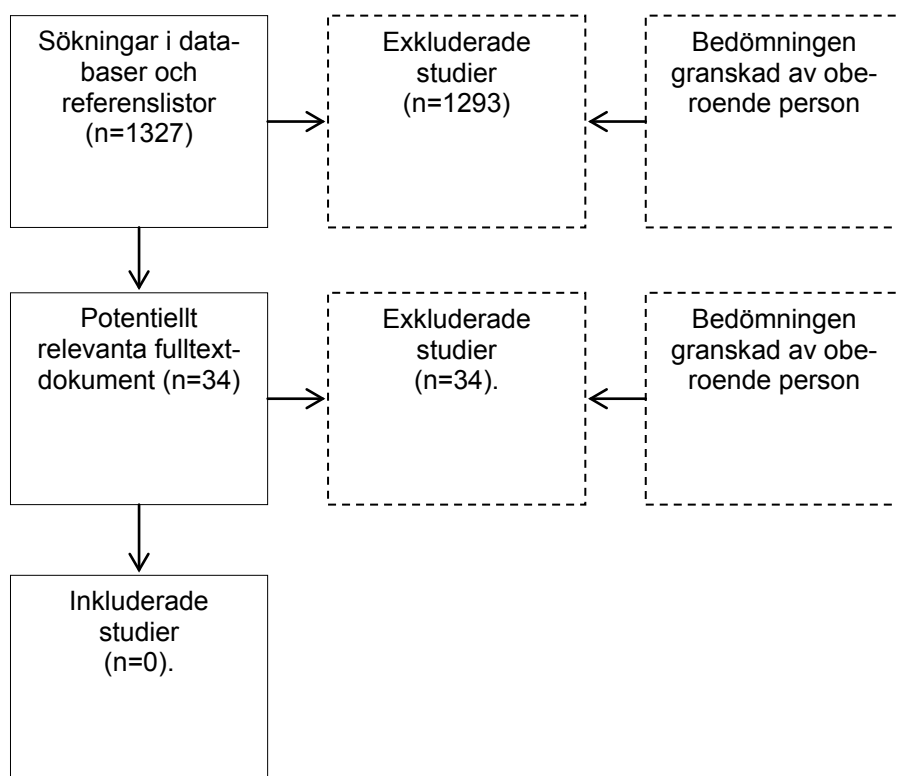 Sökningar i data-
baser och
referenslistor
(n=1327)
Exkluderade
studier
(n=1293)
Bedömningen
granskad av obe-
roende person
Potentiellt
relevanta fulltext-
dokument (n=34)
Exkluderade
studier
(n=34).
Bedömningen
granskad av obe-
roende person
Inkluderade
studier
(n=0).